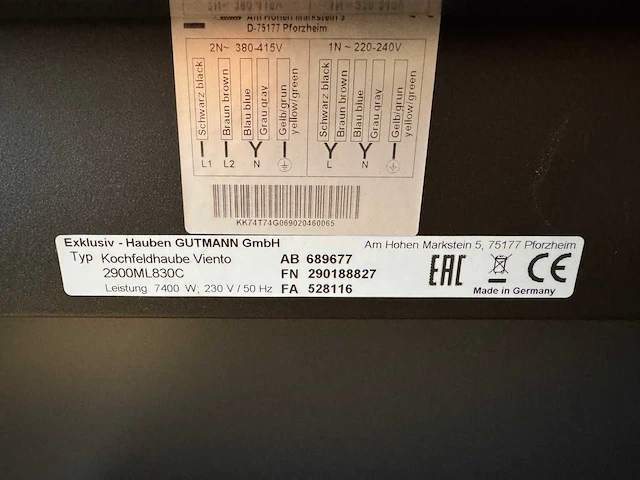 Am Hohen Markstein 5
D-75177 Pforzheim
2N~ 380-415V
1N ~ 220-240V
Schwarz black
Braun brown
Blau blue
Grau gray
Gelb/grün
yellow/green
Schwarz black
Braun brown
Blau blue
Grau gray
Gelb/grün
yellow/green
L1 L2 N
L N
KK74T74G069020460065
Exklusiv - Hauben GUTMANN GmbH
Am Hohen Markstein 5, 75177 Pforzheim
Typ Kochfeldhaube Viento
2900ML830C
Leistung 7400 W; 230 V / 50 Hz
AB 689677
FN 290188827
FA 528116
EAC
CE
Made in Germany